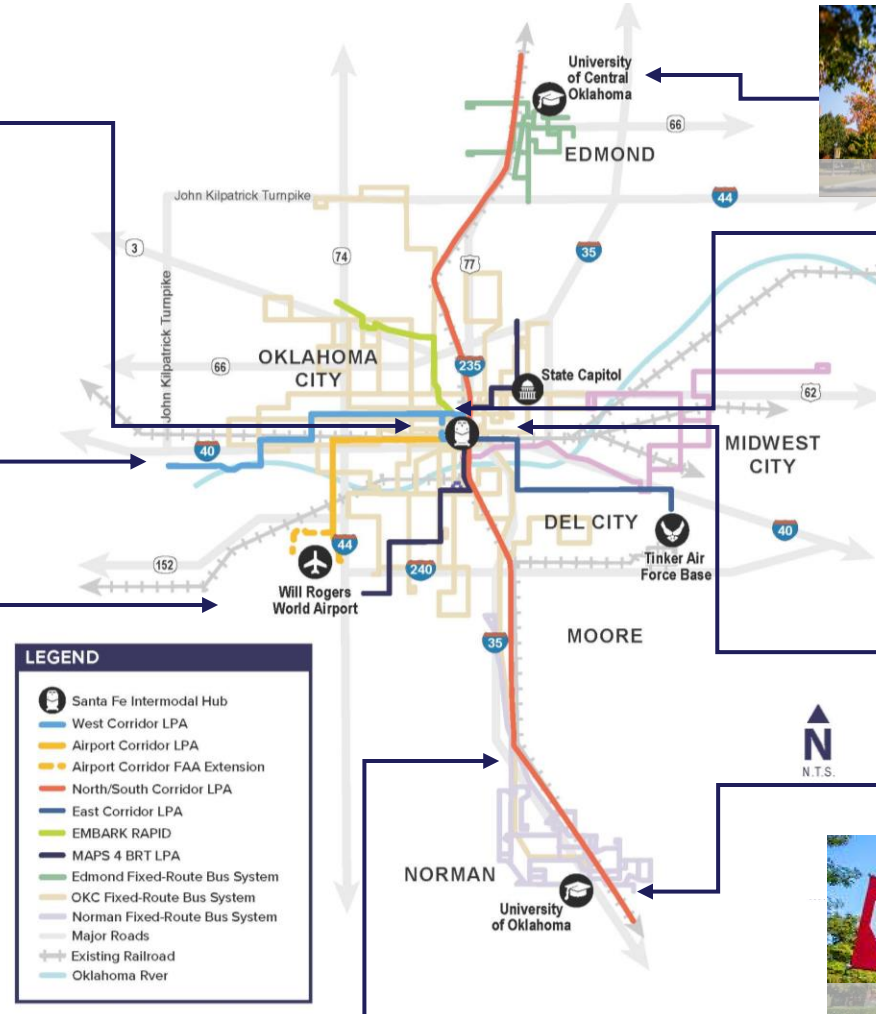 University
of Central
Oklahoma
66
EDMOND
John Kilpatrick Turnpike
44
3
74
77
35
John Kilpatrick Turnpike
66
OKLAHOMA
CITY
235
State Capitol
62
40
MIDWEST
CITY
DEL CITY
40
152
44
240
Will Rogers
World Airport
Tinker Air
Force Base
35
MOORE
N
N.T.S.
NORMAN
University
of Oklahoma
LEGEND
Santa Fe Intermodal Hub
West Corridor LPA
Airport Corridor LPA
Airport Corridor FAA Extension
North/South Corridor LPA
East Corridor LPA
EMBARK RAPID
MAPS 4 BRT LPA
Edmond Fixed-Route Bus System
OKC Fixed-Route Bus System
Norman Fixed-Route Bus System
Major Roads
Existing Railroad
Oklahoma Rver